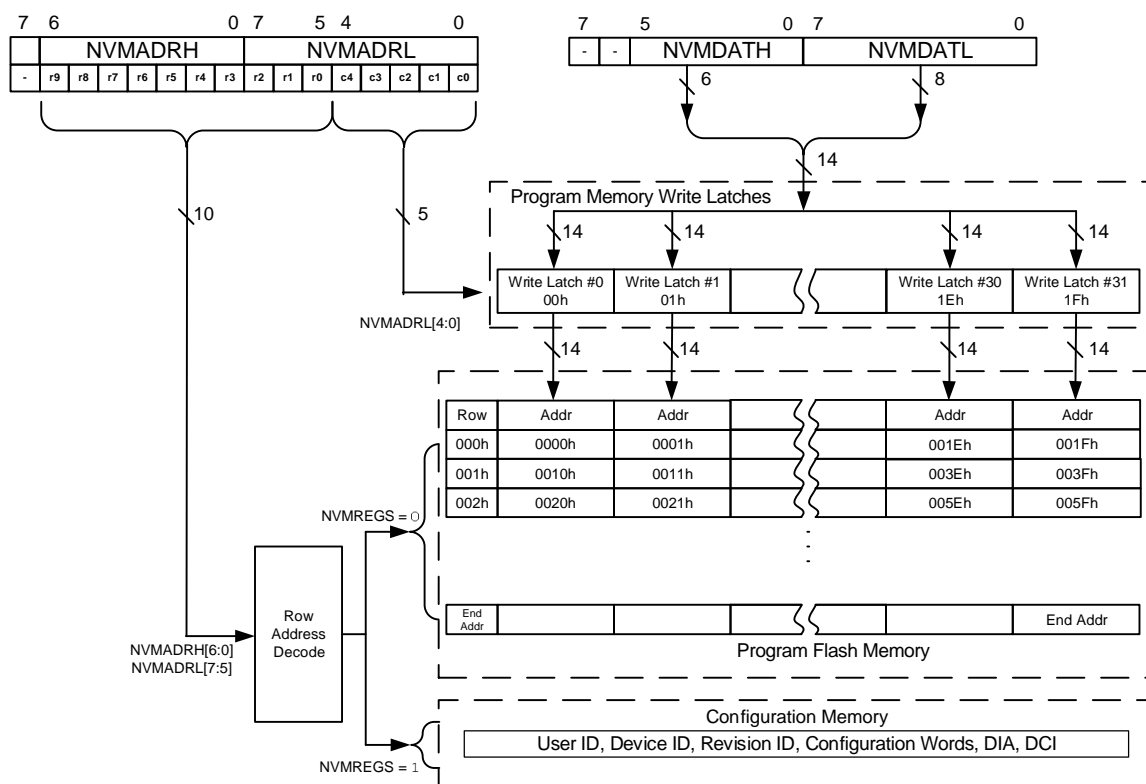 7 6 0 7 5 4 0
NVMADRH NVMADRL
- r9 r8 r7 r6 r5 r4 r3 r2 r1 r0 c4 c3 c2 c1 c0
7 5 0 7 0
- - NVMDATH NVMDATL
6 8
14
10 5
Program Memory Write Latches
14 14 14 14
Write Latch #0 Write Latch #1 Write Latch #30 Write Latch #31
00h 01h 1Eh 1Fh
NVMADRL[4:0]
14 14 14 14
Row Addr Addr Addr Addr
000h 0000h 0001h 001Eh 001Fh
001h 0010h 0011h 003Eh 003Fh
002h 0020h 0021h 005Eh 005Fh
NVMREGS = 0
End
Addr
End Addr
Row
Address
Decode
NVMADRH[6:0]
NVMADRL[7:5]
Program Flash Memory
Configuration Memory
User ID, Device ID, Revision ID, Configuration Words, DIA, DCI
NVMREGS = 1